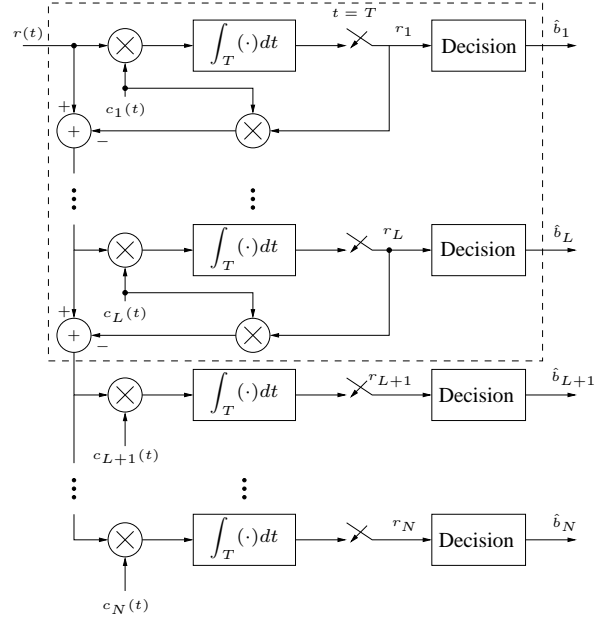 r(t) × ∫_T (·)dt t = T r_1 Decision b̂_1
c_1(t)
+ + − ×
× ∫_T (·)dt r_L Decision b̂_L
c_L(t)
+ + − ×
× ∫_T (·)dt r_{L+1} Decision b̂_{L+1}
c_{L+1}(t)
× ∫_T (·)dt r_N Decision b̂_N
c_N(t)